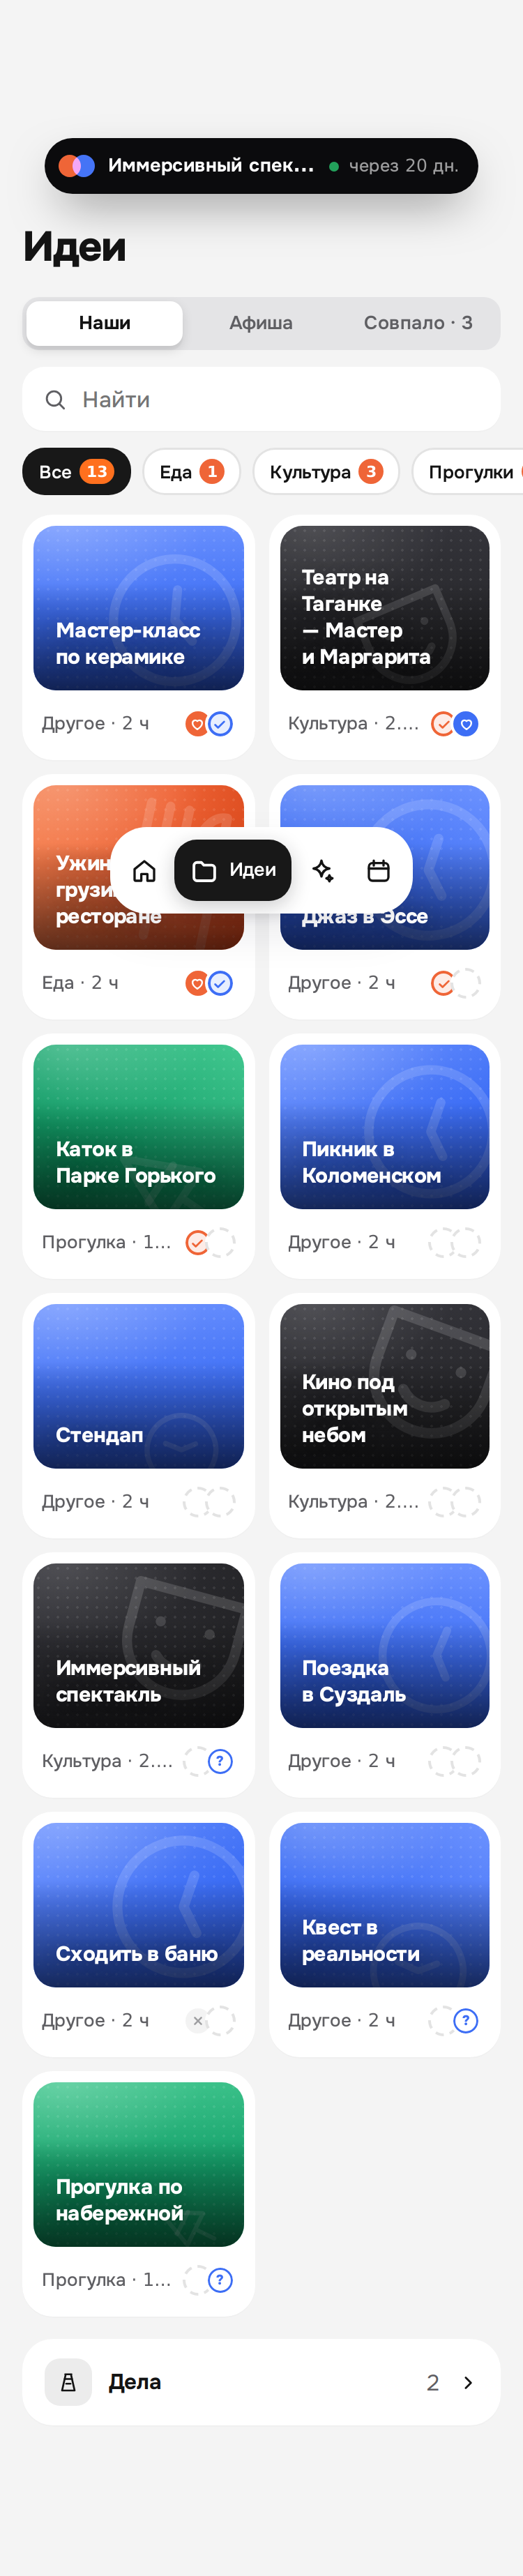 Иммерсивный спек... через 20 дн.
Идеи
Наши Афиша Совпало · 3
Найти
Все 13 Еда 1 Культура 3 Прогулки
Мастер-класс
по керамике
Другое · 2 ч
Театр на
Таганке
— Мастер
и Маргарита
Культура · 2....
Ужин
грузи
ресторане
Еда · 2 ч
Идеи
Джаз в Эссе
Другое · 2 ч
Каток в
Парке Горького
Прогулка · 1...
Пикник в
Коломенском
Другое · 2 ч
Стендап
Другое · 2 ч
Кино под
открытым
небом
Культура · 2....
Иммерсивный
спектакль
Культура · 2....
?
Поездка
в Суздаль
Другое · 2 ч
Сходить в баню
Другое · 2 ч
Квест в
реальности
Другое · 2 ч
?
Прогулка по
набережной
Прогулка · 1...
?
Дела 2